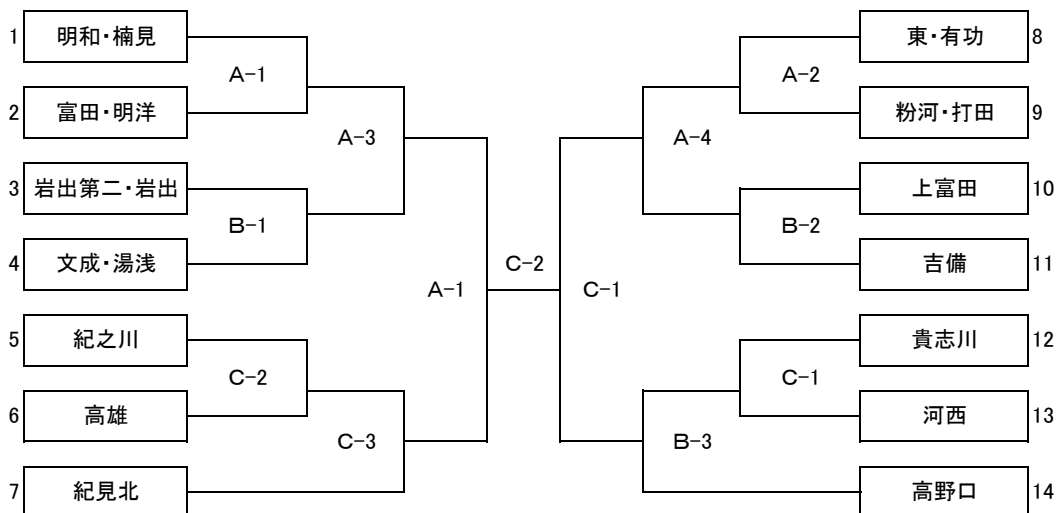 1 明和・楠見
A-1
2 富田・明洋
A-3
3 岩出第二・岩出
B-1
4 文成・湯浅
A-1
5 紀之川
C-2
6 高雄
C-3
7 紀見北
C-2
東・有功 8
A-2
粉河・打田 9
A-4
上富田 10
B-2
吉備 11
C-1
貴志川 12
C-1
河西 13
B-3
高野口 14